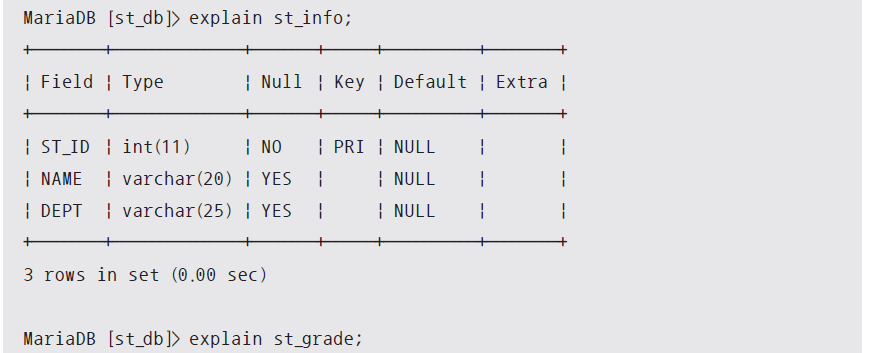 MariaDB [st_db]> explain st_info;
+-------+-------------+------+-----+---------+-------+
| Field | Type        | Null | Key | Default | Extra |
+-------+-------------+------+-----+---------+-------+
| ST_ID | int(11)     | NO   | PRI | NULL    |       |
| NAME  | varchar(20) | YES  |     | NULL    |       |
| DEPT  | varchar(25) | YES  |     | NULL    |       |
+-------+-------------+------+-----+---------+-------+
3 rows in set (0.00 sec)
MariaDB [st_db]> explain st_grade;